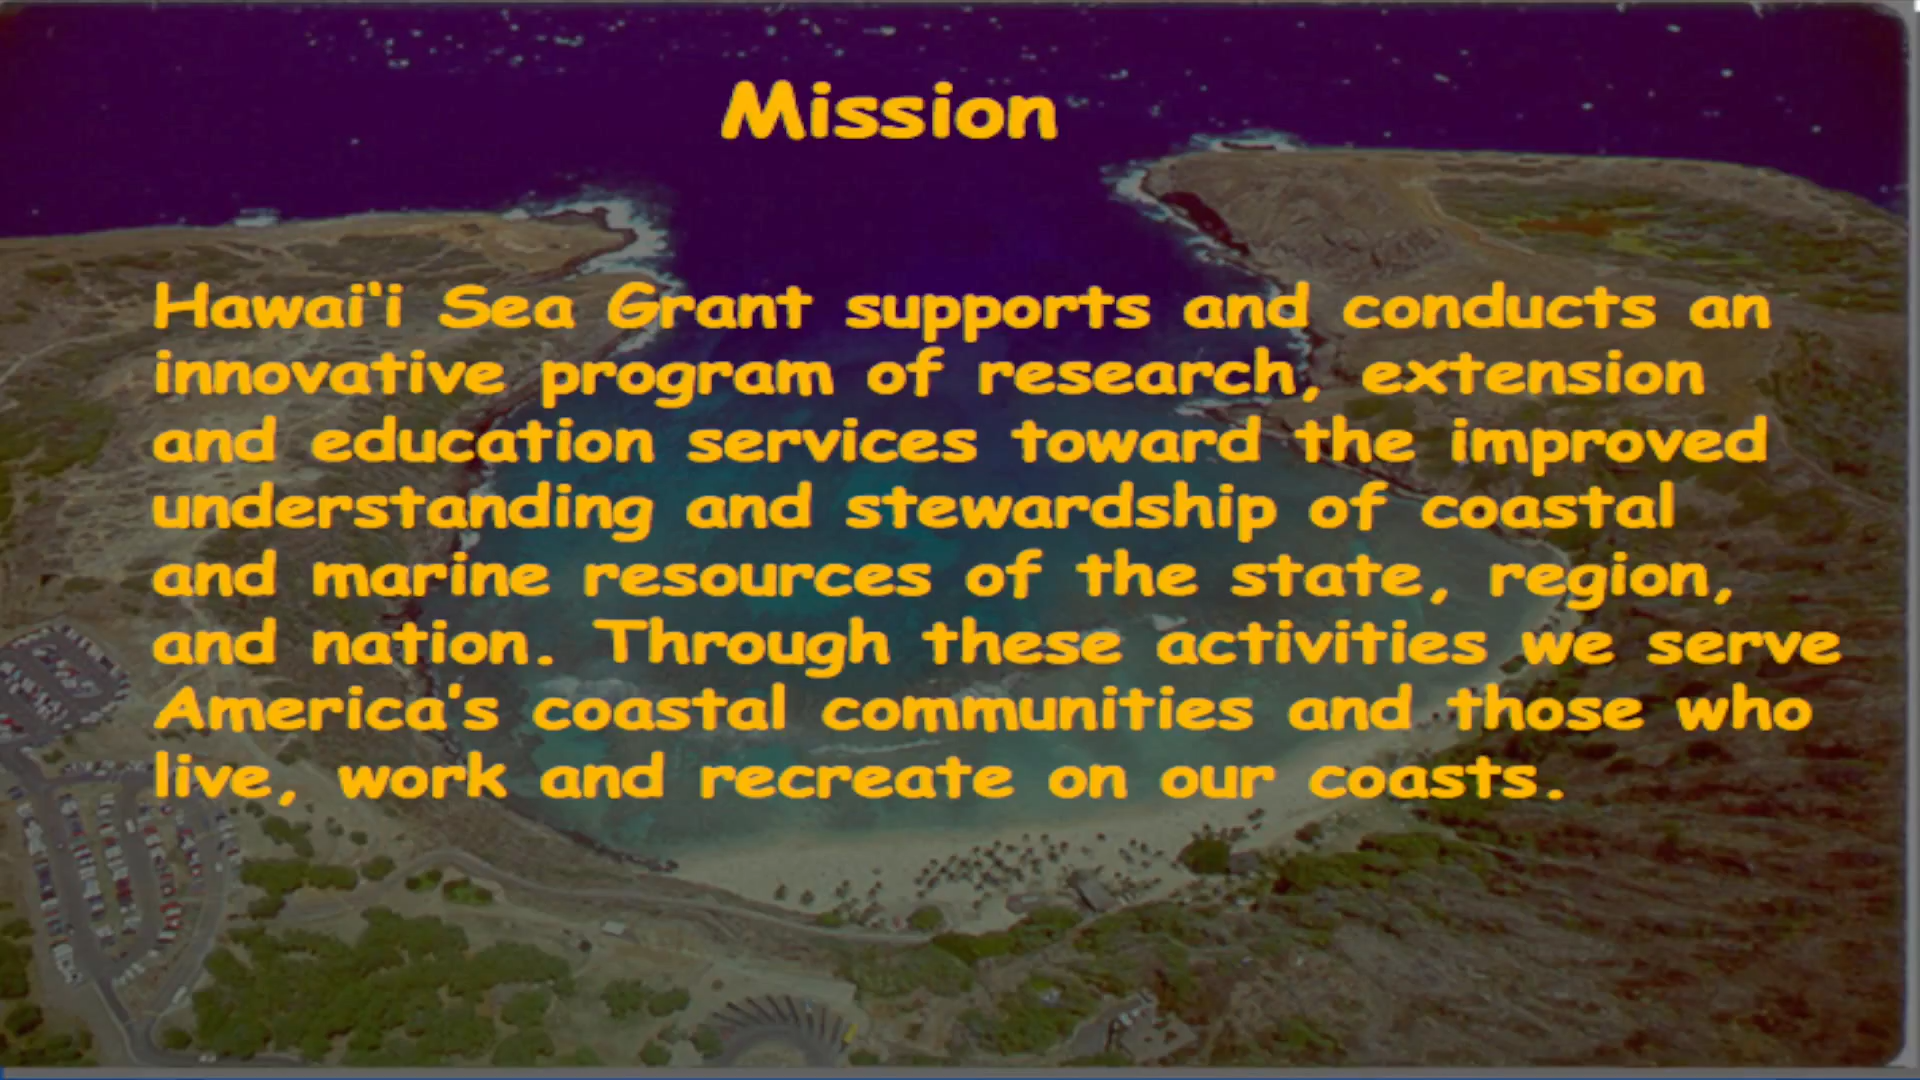 Mission
Hawai'i Sea Grant supports and conducts an
innovative program of research, extension
and education services toward the improved
understanding and stewardship of coastal
and marine resources of the state, region,
and nation. Through these activities we serve
America's coastal communities and those who
live, work and recreate on our coasts.